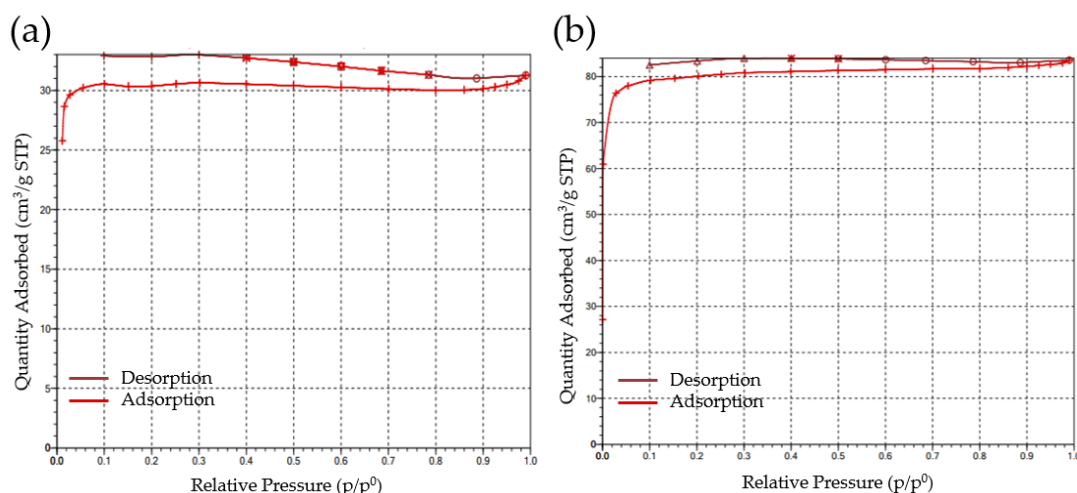 (a)
Quantity Adsorbed (cm³/g STP)
30
25
20
15
10
5
0
Desorption
Adsorption
0.0 0.1 0.2 0.3 0.4 0.5 0.6 0.7 0.8 0.9 1.0
Relative Pressure (p/p⁰)
(b)
Quantity Adsorbed (cm³/g STP)
80
70
60
50
40
30
20
Desorption
Adsorption
0.0 0.1 0.2 0.3 0.4 0.5 0.6 0.7 0.8 0.9 1.0
Relative Pressure (p/p⁰)